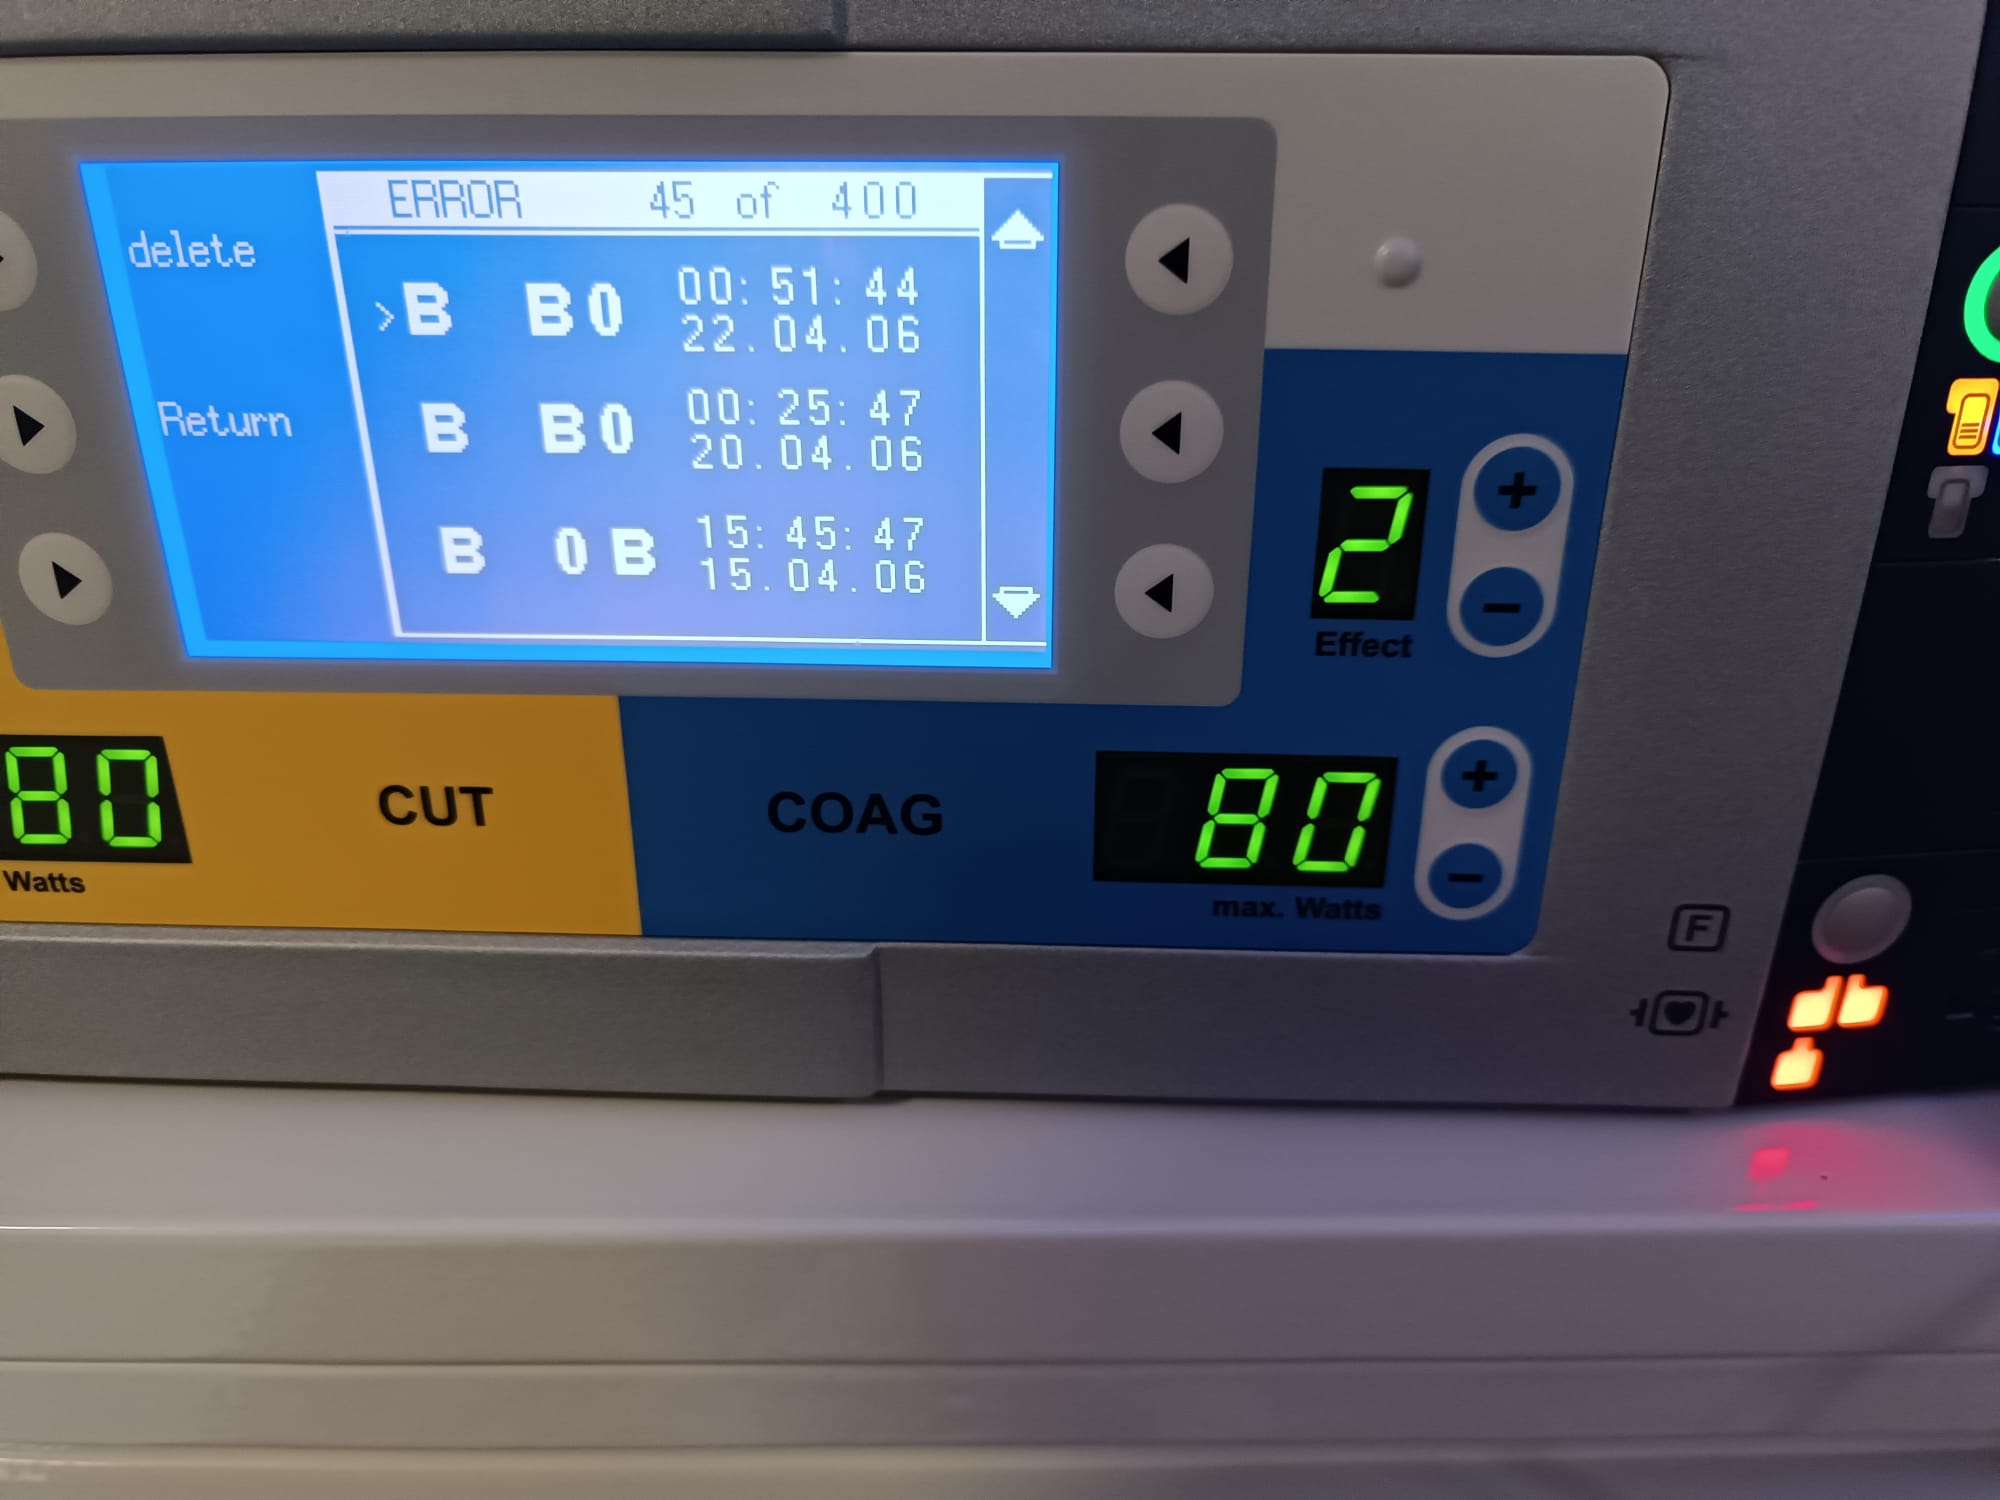 ERROR 45 of 400
delete
>B B0 00:51:44
22.04.06
Return
B B0 00:25:47
20.04.06
B 0B 15:45:47
15.04.06
2
+
−
Effect
80
Watts
CUT
COAG
80
max. Watts
+
−
F